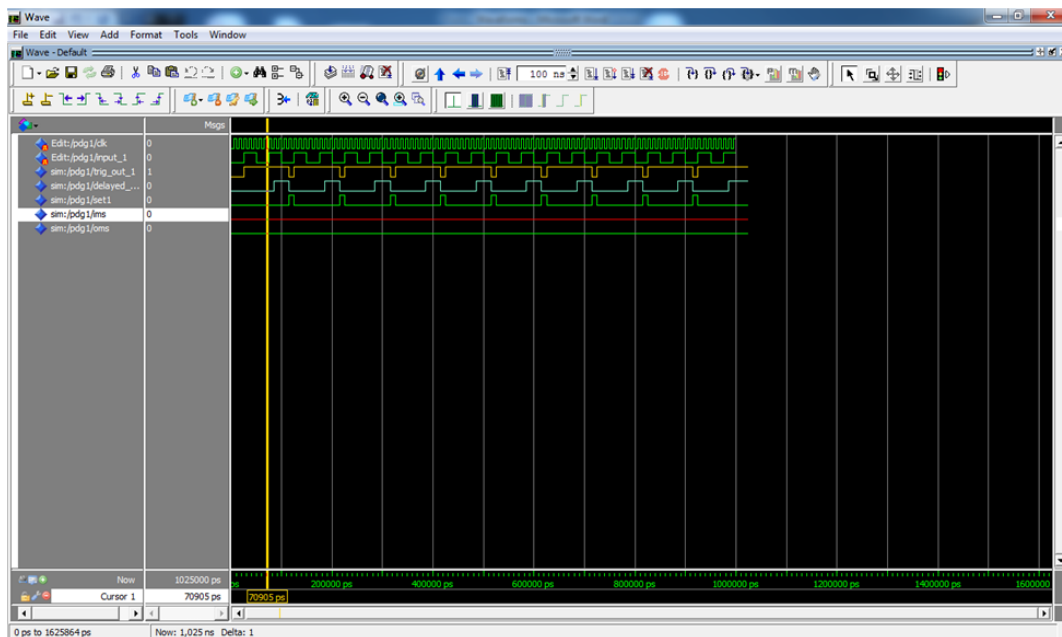 Wave
File Edit View Add Format Tools Window
Wave - Default
100 ns
Msgs
Edit:/pdg1/clk 0
Edit:/pdg1/input_1 0
sim:/pdg1/trig_out_1 1
sim:/pdg1/delayed_... 0
sim:/pdg1/set1 0
sim:/pdg1/ims 0
sim:/pdg1/oms 0
Now 1025000 ps ps 200000 ps 400000 ps 600000 ps 800000 ps 1000000 ps 1200000 ps 1400000 ps 1600000
Cursor 1 70905 ps 70905 ps
0 ps to 1625864 ps Now: 1,025 ns Delta: 1